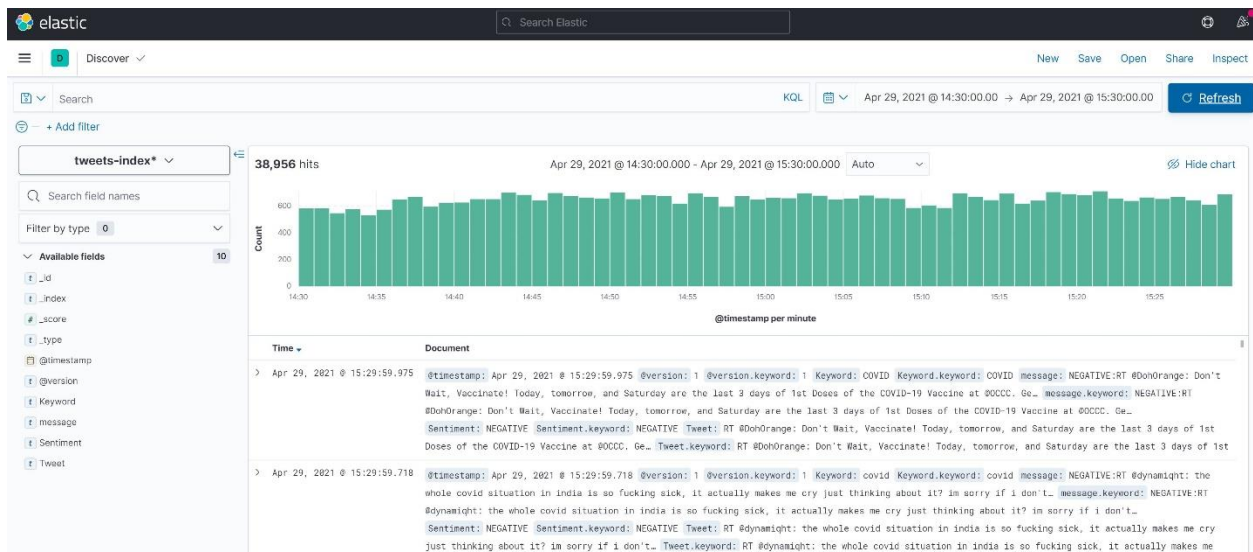 elastic
Search Elastic
D Discover
New Save Open Share Inspect
Search
KQL
Apr 29, 2021 @ 14:30:00.00 → Apr 29, 2021 @ 15:30:00.00
Refresh
+ Add filter
tweets-index*
Search field names
Filter by type 0
Available fields 10
t _id
t _index
# _score
t _type
@timestamp
t @version
t Keyword
t message
t Sentiment
t Tweet
38,956 hits
Apr 29, 2021 @ 14:30:00.000 - Apr 29, 2021 @ 15:30:00.000 Auto
Hide chart
Count
600
400
200
0
14:30 14:35 14:40 14:45 14:50 14:55 15:00 15:05 15:10 15:15 15:20 15:25
@timestamp per minute
Time Document
> Apr 29, 2021 @ 15:29:59.975 @timestamp: Apr 29, 2021 @ 15:29:59.975 @version: 1 @version.keyword: 1 Keyword: COVID Keyword.keyword: COVID message: NEGATIVE:RT @DohOrange: Don't
Wait, Vaccinate! Today, tomorrow, and Saturday are the last 3 days of 1st Doses of the COVID-19 Vaccine at @OCCC. Ge… message.keyword: NEGATIVE:RT
@DohOrange: Don't Wait, Vaccinate! Today, tomorrow, and Saturday are the last 3 days of 1st Doses of the COVID-19 Vaccine at @OCCC. Ge…
Sentiment: NEGATIVE Sentiment.keyword: NEGATIVE Tweet: RT @DohOrange: Don't Wait, Vaccinate! Today, tomorrow, and Saturday are the last 3 days of 1st
Doses of the COVID-19 Vaccine at @OCCC. Ge… Tweet.keyword: RT @DohOrange: Don't Wait, Vaccinate! Today, tomorrow, and Saturday are the last 3 days of 1st
> Apr 29, 2021 @ 15:29:59.718 @timestamp: Apr 29, 2021 @ 15:29:59.718 @version: 1 @version.keyword: 1 Keyword: covid Keyword.keyword: covid message: NEGATIVE:RT @dynamiqht: the
whole covid situation in india is so fucking sick, it actually makes me cry just thinking about it? im sorry if i don't… message.keyword: NEGATIVE:RT
@dynamiqht: the whole covid situation in india is so fucking sick, it actually makes me cry just thinking about it? im sorry if i don't…
Sentiment: NEGATIVE Sentiment.keyword: NEGATIVE Tweet: RT @dynamiqht: the whole covid situation in india is so fucking sick, it actually makes me cry
just thinking about it? im sorry if i don't… Tweet.keyword: RT @dynamiqht: the whole covid situation in india is so fucking sick, it actually makes me